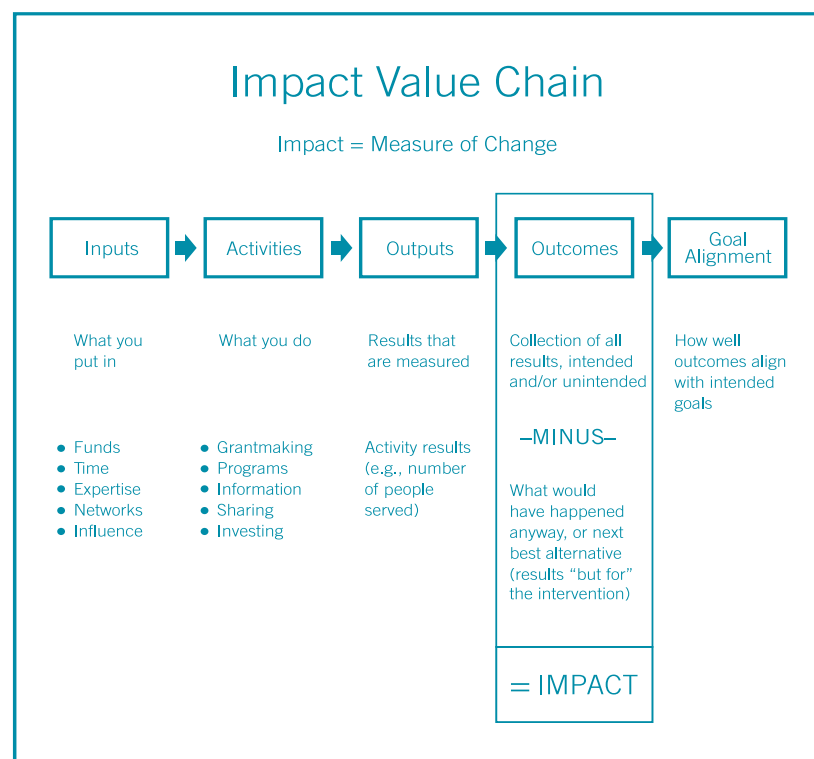 Impact Value Chain
Impact = Measure of Change
Inputs
Activities
Outputs
Outcomes
Goal
Alignment
What you
put in
What you do
Results that
are measured
Collection of all
results, intended
and/or unintended
How well
outcomes align
with intended
goals
• Funds
• Time
• Expertise
• Networks
• Influence
• Grantmaking
• Programs
• Information
• Sharing
• Investing
Activity results
(e.g., number
of people
served)
–MINUS–
What would
have happened
anyway, or next
best alternative
(results “but for”
the intervention)
= IMPACT